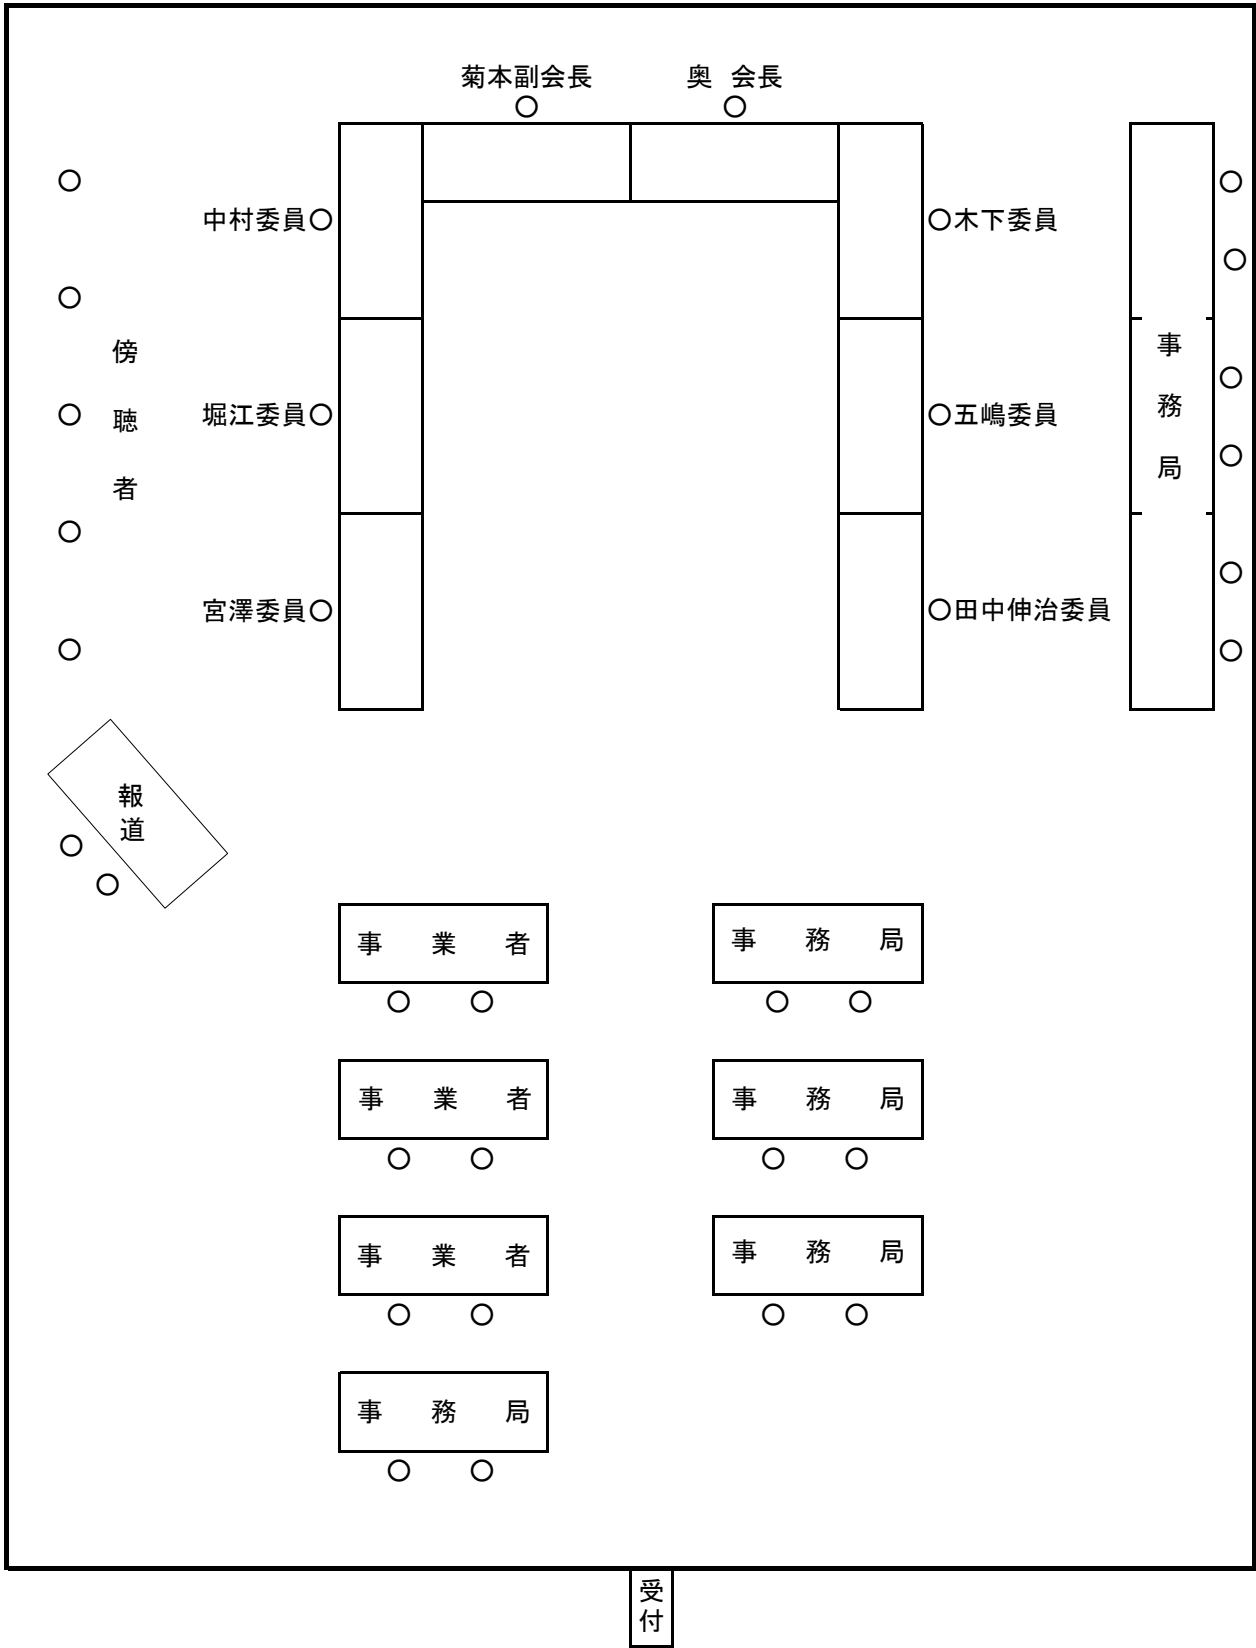 菊本副会長
奥 会長
中村委員
木下委員
堀江委員
五嶋委員
宮澤委員
田中伸治委員
傍聴者
事務局
報道
事業者
事務局
事業者
事務局
事業者
事務局
事務局
受付